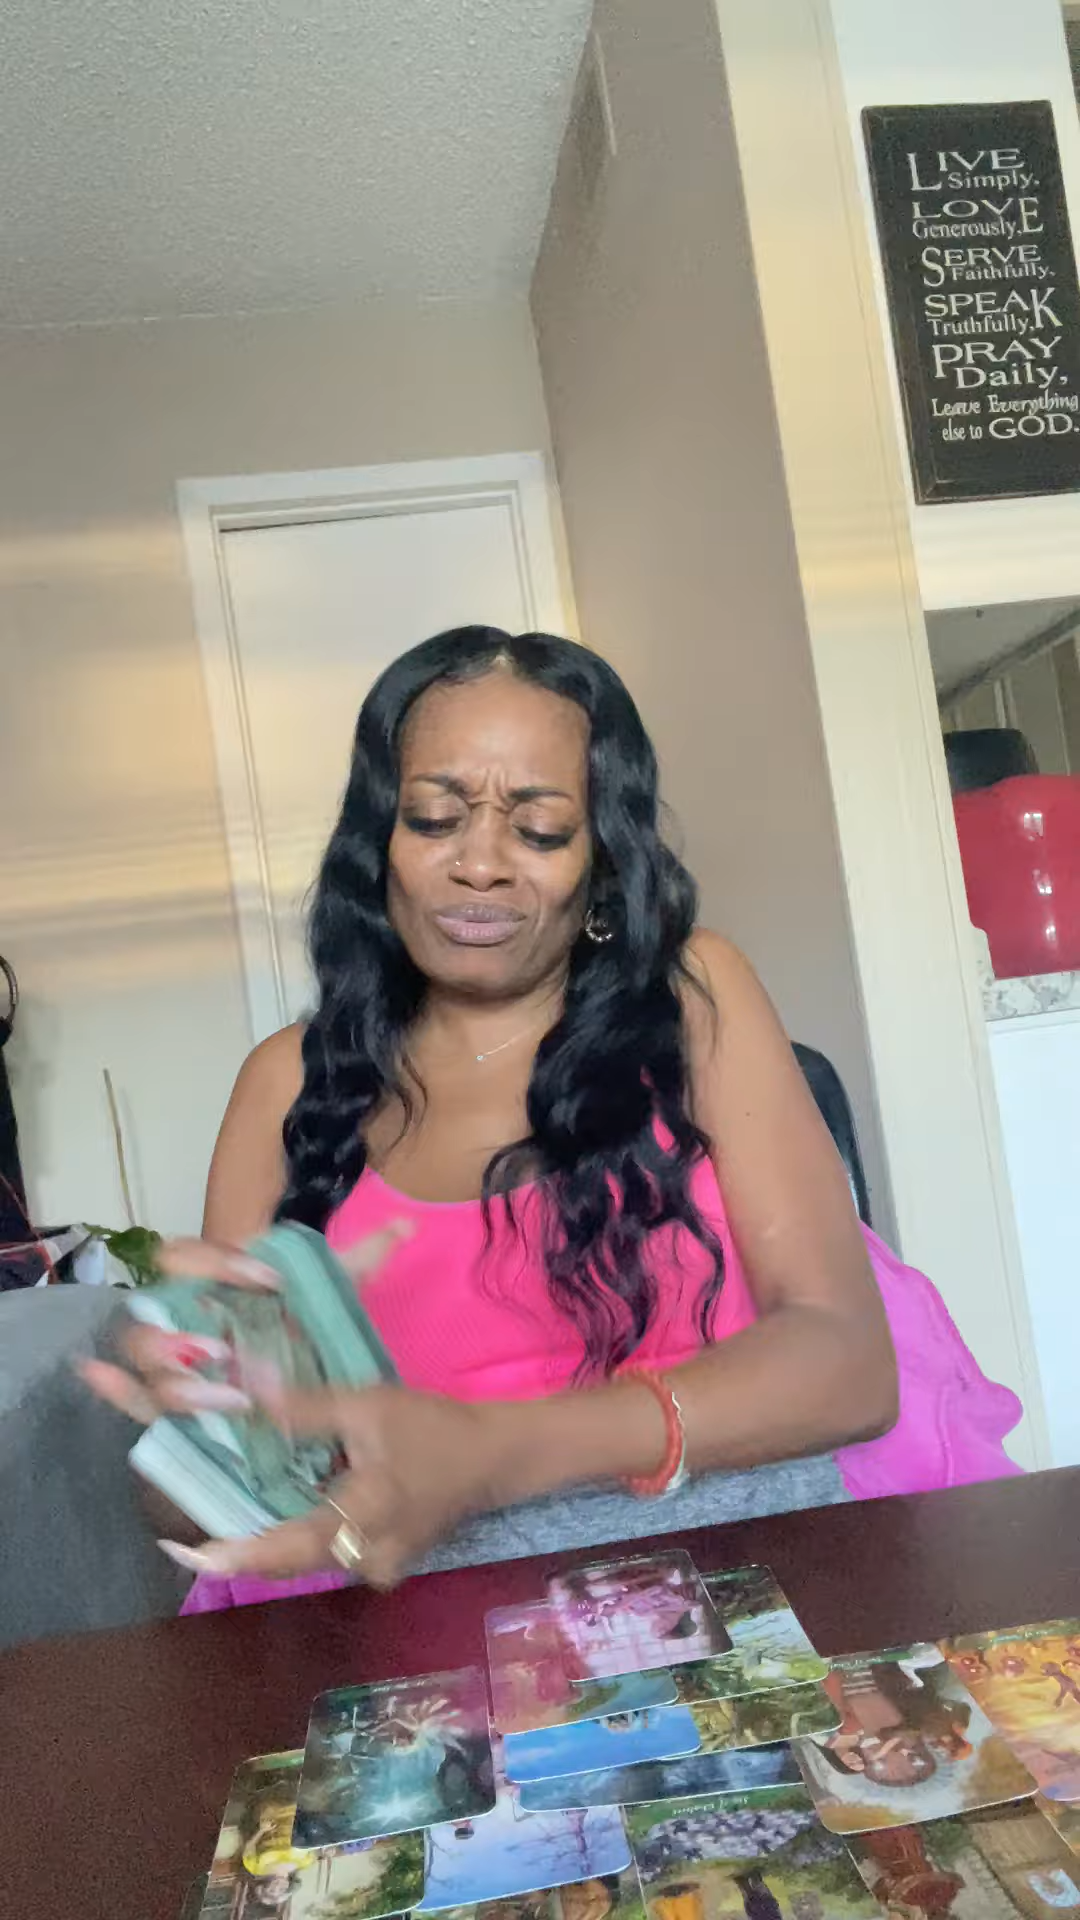 LIVE
Simply,
LOVE
Generously,
SERVE
Faithfully,
SPEAK
Truthfully,
PRAY
Daily,
Leave Everything
else to GOD.